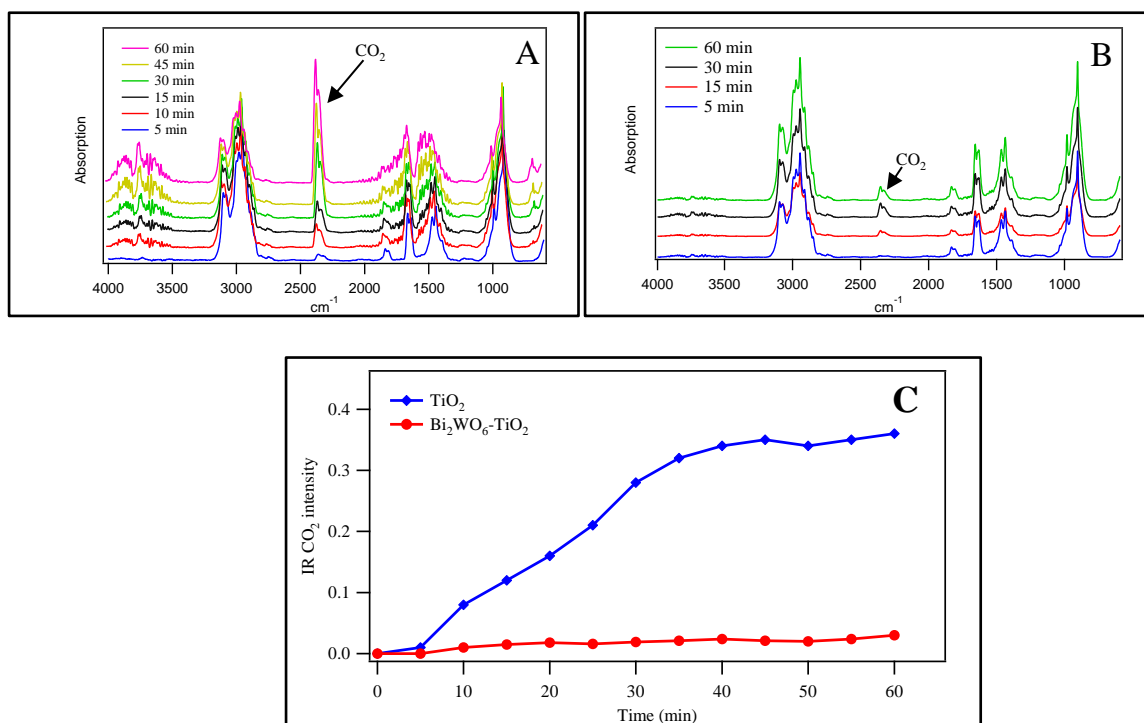 A
CO₂
60 min
45 min
30 min
15 min
10 min
5 min
Absorption
4000 3500 3000 2500 2000 1500 1000
cm⁻¹
B
60 min
30 min
15 min
5 min
CO₂
Absorption
4000 3500 3000 2500 2000 1500 1000
cm⁻¹
C
TiO₂
Bi₂WO₆-TiO₂
0.4
0.3
0.2
0.1
0.0
IR CO₂ intensity
0 10 20 30 40 50 60
Time (min)